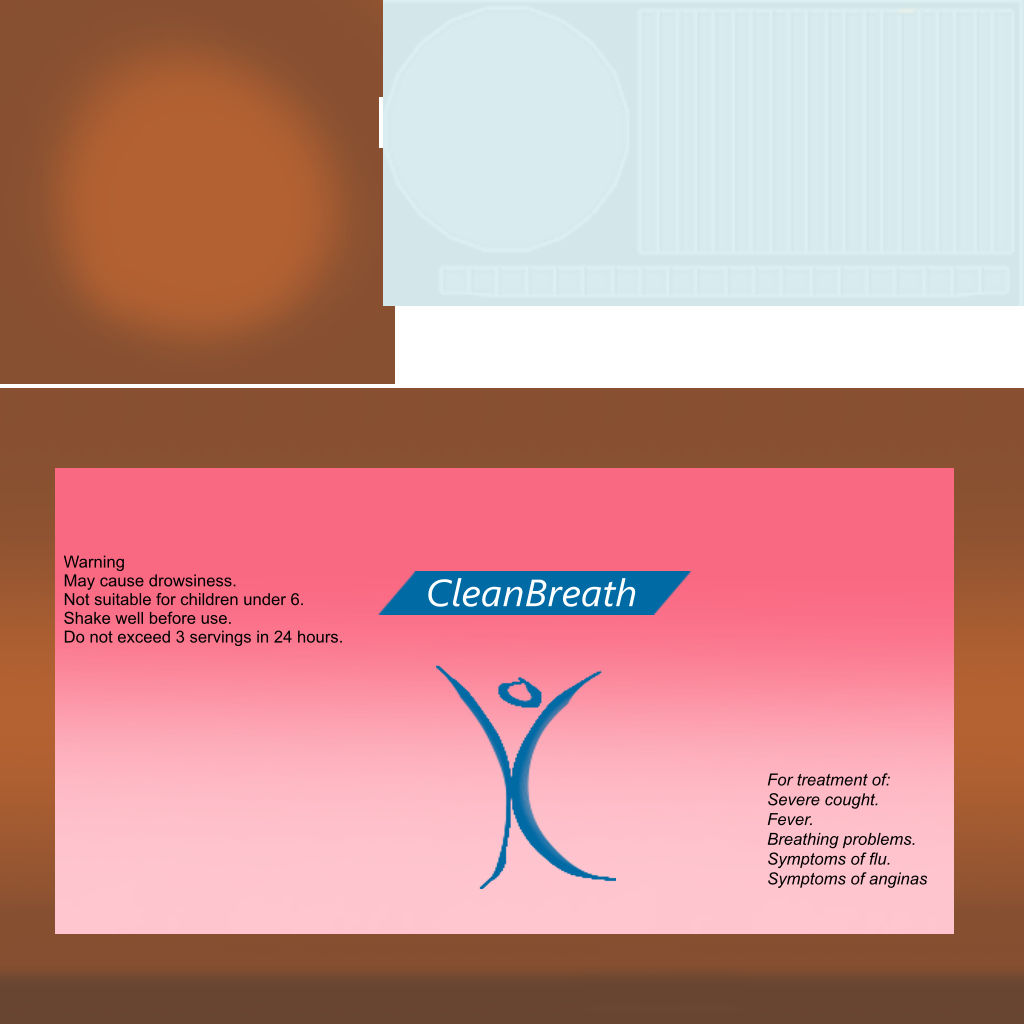 Warning
May cause drowsiness.
Not suitable for children under 6.
Shake well before use.
Do not exceed 3 servings in 24 hours.
CleanBreath
For treatment of:
Severe cought.
Fever.
Breathing problems.
Symptoms of flu.
Symptoms of anginas